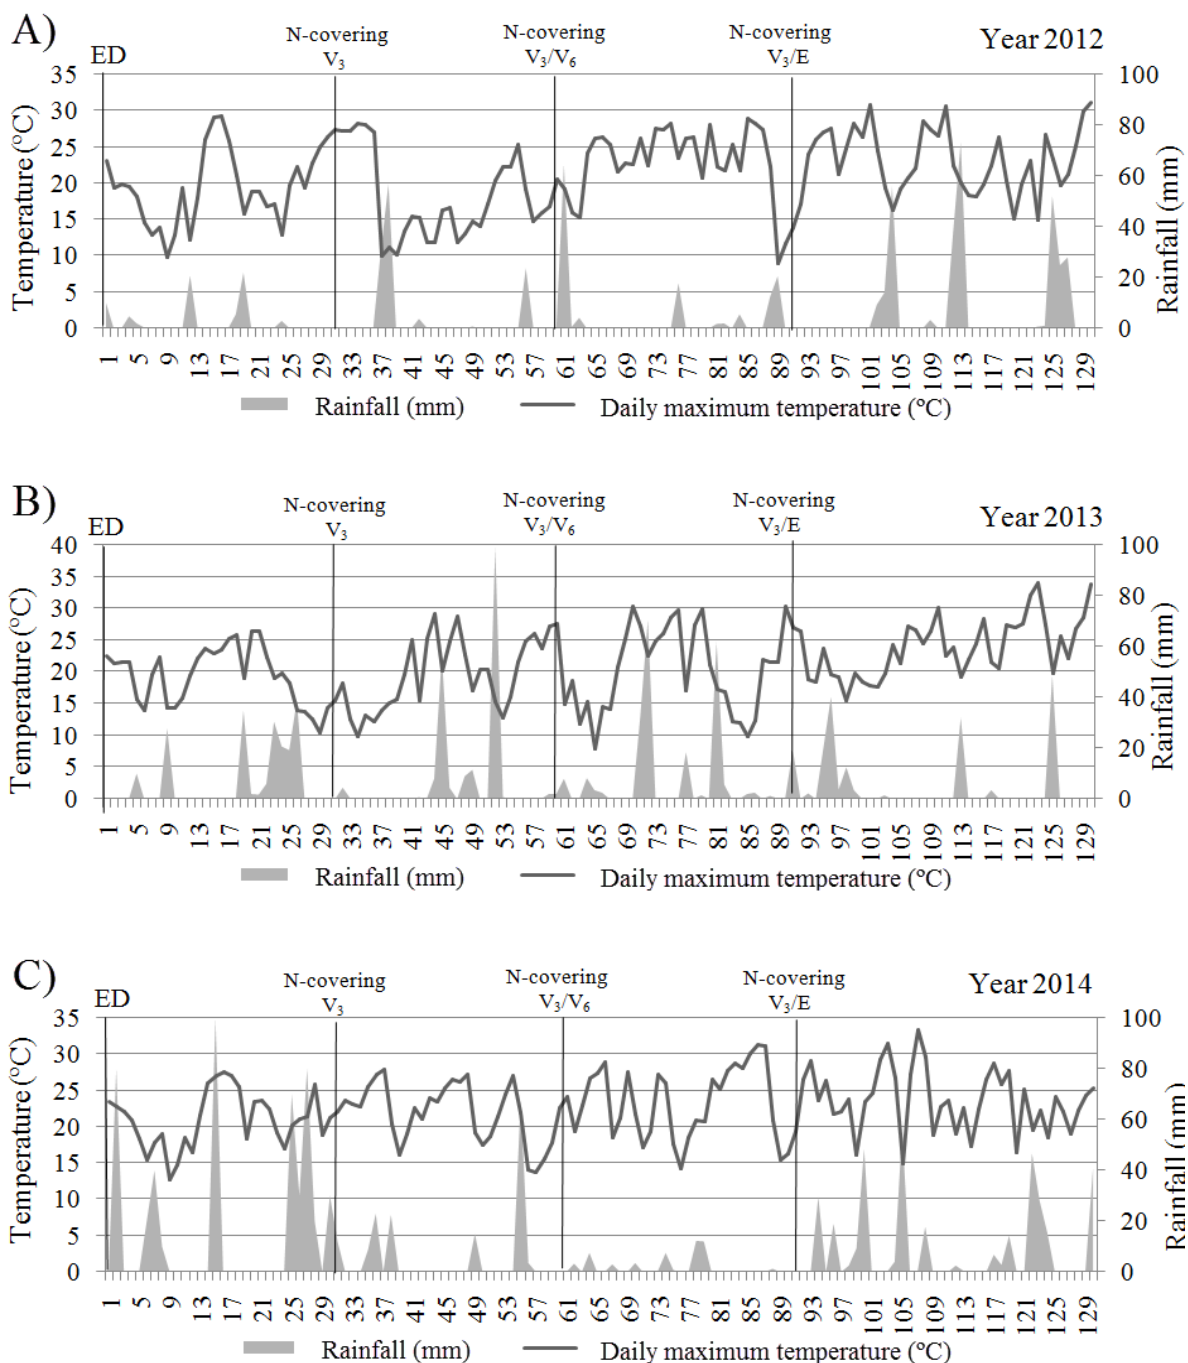 A)
N-covering
V₃
N-covering
V₃/V₆
N-covering
V₃/E
Year 2012
ED
Temperature (ºC)
35
30
25
20
15
10
5
0
100
80
60
40
20
0
Rainfall (mm)
1 5 9 13 17 21 25 29 33 37 41 45 49 53 57 61 65 69 73 77 81 85 89 93 97 101 105 109 113 117 121 125 129
Rainfall (mm) Daily maximum temperature (ºC)
B)
N-covering
V₃
N-covering
V₃/V₆
N-covering
V₃/E
Year 2013
ED
Temperature (ºC)
40
35
30
25
20
15
10
5
0
100
80
60
40
20
0
Rainfall (mm)
1 5 9 13 17 21 25 29 33 37 41 45 49 53 57 61 65 69 73 77 81 85 89 93 97 101 105 109 113 117 121 125 129
Rainfall (mm) Daily maximum temperature (ºC)
C)
N-covering
V₃
N-covering
V₃/V₆
N-covering
V₃/E
Year 2014
ED
Temperature (ºC)
35
30
25
20
15
10
5
0
100
80
60
40
20
0
Rainfall (mm)
1 5 9 13 17 21 25 29 33 37 41 45 49 53 57 61 65 69 73 77 81 85 89 93 97 101 105 109 113 117 121 125 129
Rainfall (mm) Daily maximum temperature (ºC)